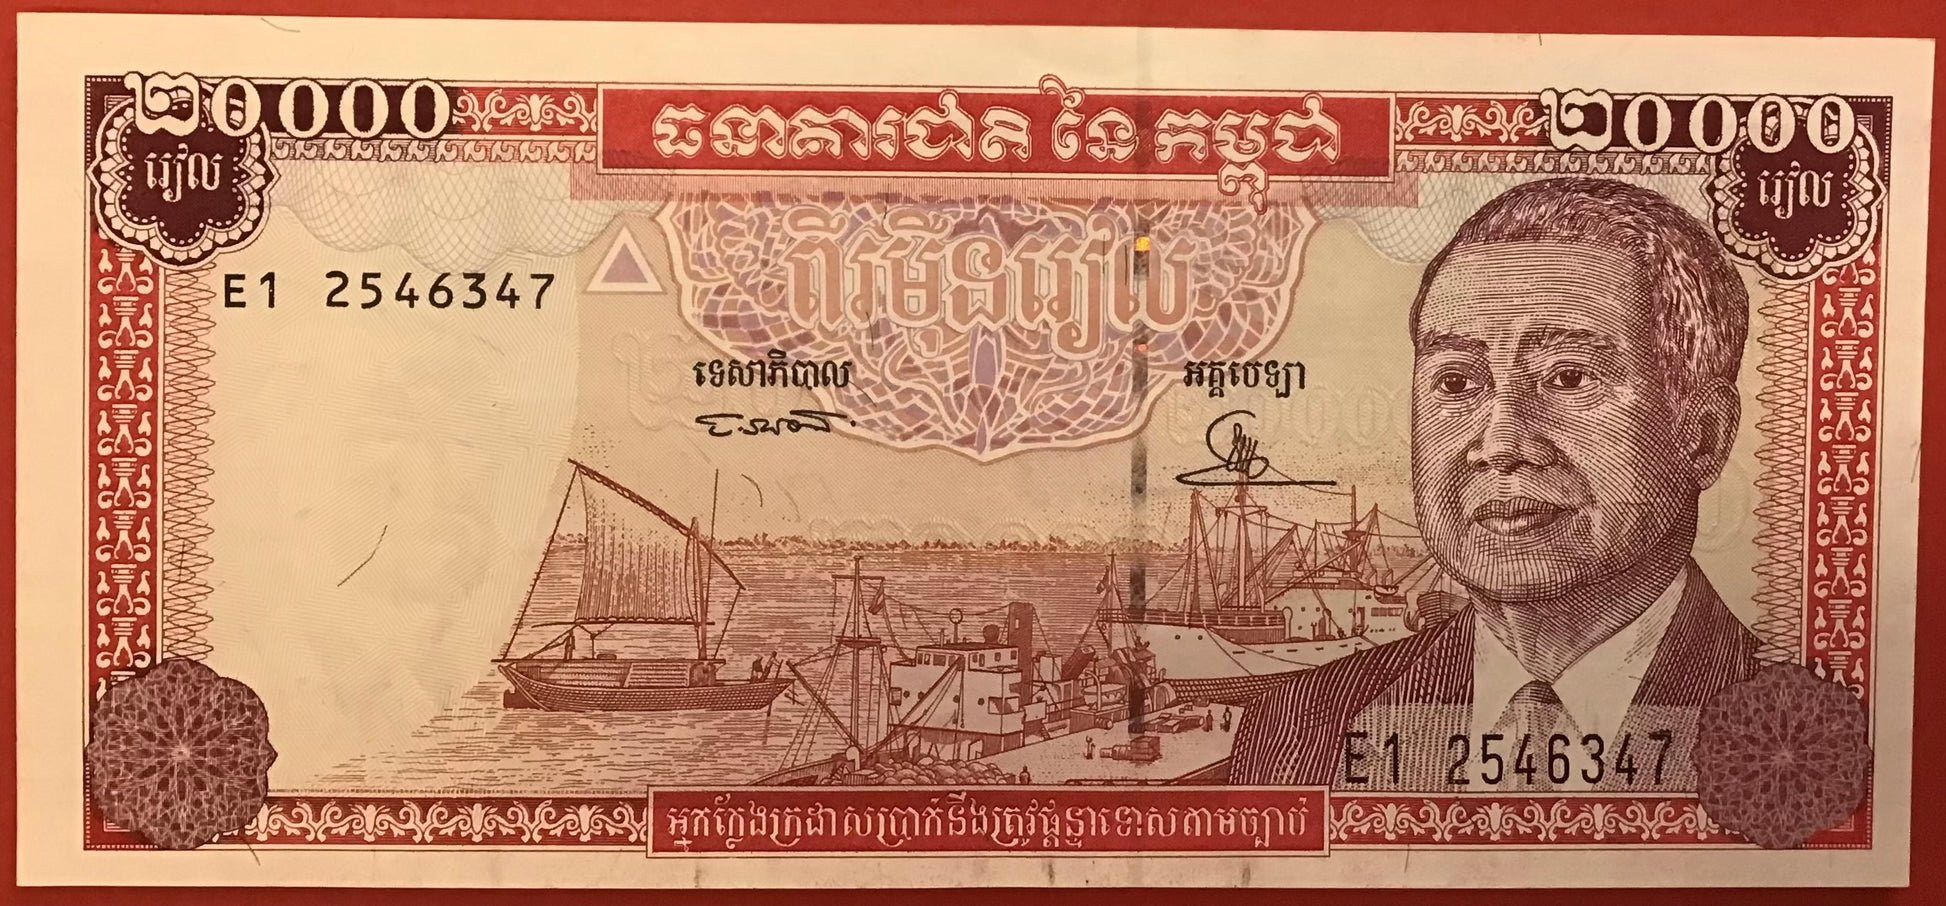 ២០០០០
ធនាគារជាតិ នៃ កម្ពុជា
២០០០០
រៀល
រៀល
ពីរម៉ឺនរៀល
E1 2546347
ទេសាភិបាល
អគ្គបេឡា
E1 2546347
អ្នកក្លែងក្រដាសប្រាក់នឹងត្រូវផ្តន្ទាទោសតាមច្បាប់